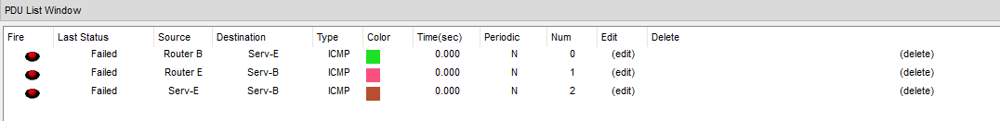 PDU List Window
Fire Last Status Source Destination Type Color Time(sec) Periodic Num Edit Delete
Failed Router B Serv-E ICMP 0.000 N 0 (edit) (delete)
Failed Router E Serv-B ICMP 0.000 N 1 (edit) (delete)
Failed Serv-E Serv-B ICMP 0.000 N 2 (edit) (delete)